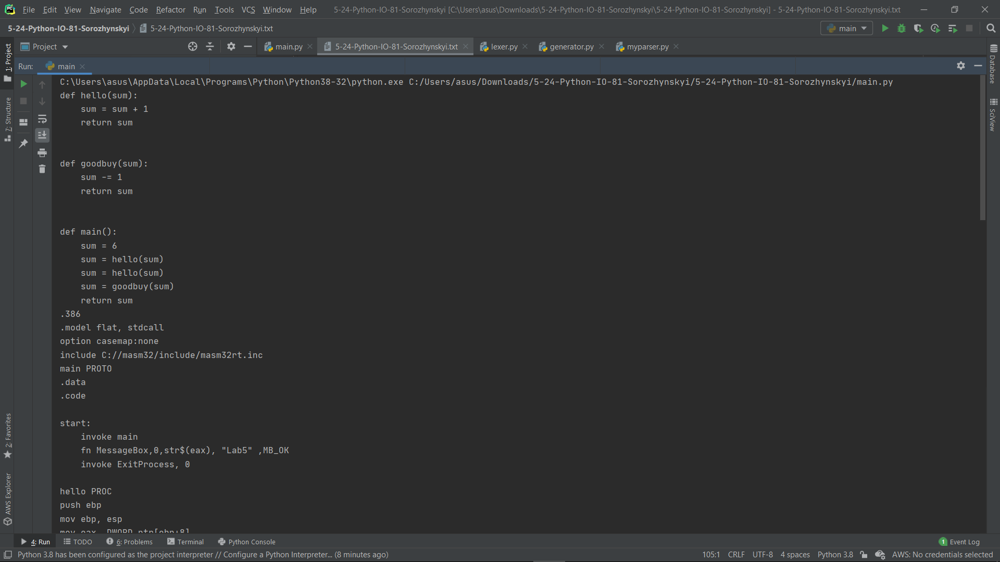 File Edit View Navigate Code Refactor Run Tools VCS Window Help 5-24-Python-IO-81-Sorozhynskyi [C:\Users\asus\Downloads\5-24-Python-IO-81-Sorozhynskyi\5-24-Python-IO-81-Sorozhynskyi] - 5-24-Python-IO-81-Sorozhynskyi.txt
5-24-Python-IO-81-Sorozhynskyi 5-24-Python-IO-81-Sorozhynskyi.txt main
Project main.py 5-24-Python-IO-81-Sorozhynskyi.txt lexer.py generator.py myparser.py
Run: main
C:\Users\asus\AppData\Local\Programs\Python\Python38-32\python.exe C:/Users/asus/Downloads/5-24-Python-IO-81-Sorozhynskyi/5-24-Python-IO-81-Sorozhynskyi/main.py
def hello(sum):
    sum = sum + 1
    return sum
def goodbuy(sum):
    sum -= 1
    return sum
def main():
    sum = 6
    sum = hello(sum)
    sum = hello(sum)
    sum = goodbuy(sum)
    return sum
.386
.model flat, stdcall
option casemap:none
include C://masm32/include/masm32rt.inc
main PROTO
.data
.code
start:
    invoke main
    fn MessageBox,0,str$(eax), "Lab5" ,MB_OK
    invoke ExitProcess, 0
hello PROC
push ebp
mov ebp, esp
mov eax, DWORD ptr[ebp+8]
1: Project
7: Structure
2: Favorites
AWS Explorer
Database
SciView
4: Run TODO 6: Problems Terminal Python Console 1 Event Log
Python 3.8 has been configured as the project interpreter // Configure a Python Interpreter... (8 minutes ago) 105:1 CRLF UTF-8 4 spaces Python 3.8 AWS: No credentials selected